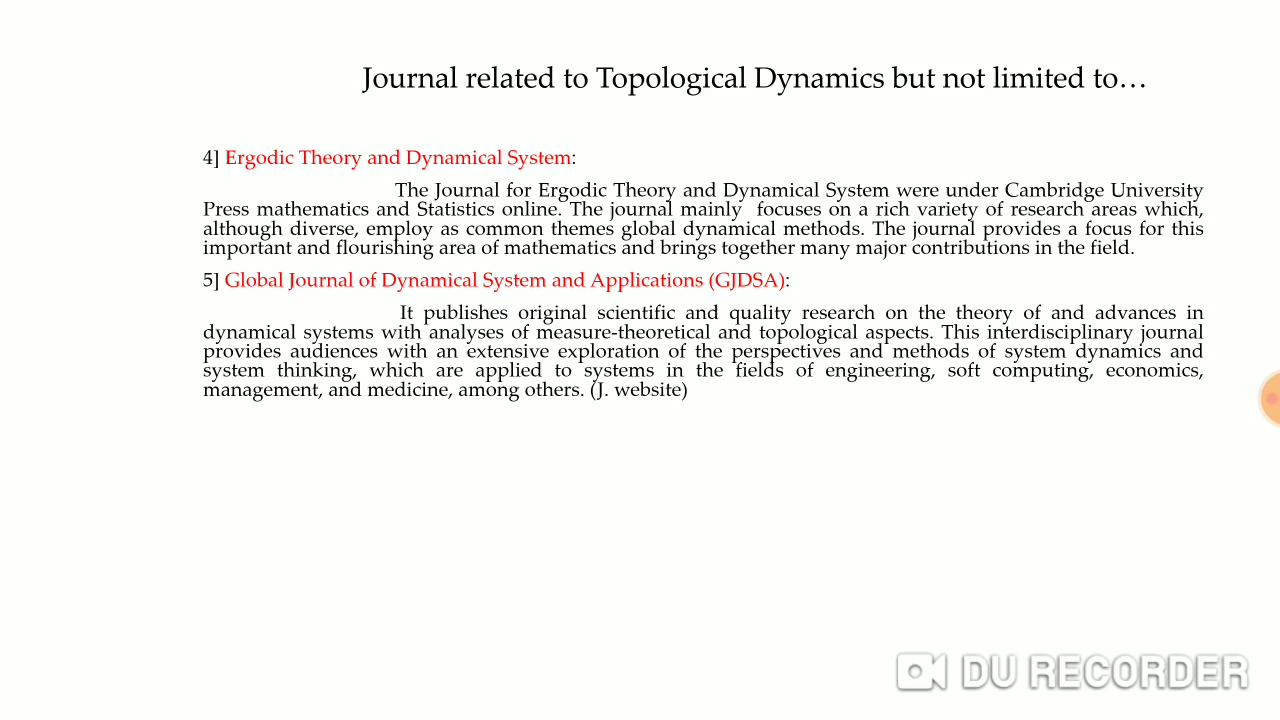 Journal related to Topological Dynamics but not limited to…
4] Ergodic Theory and Dynamical System:
The Journal for Ergodic Theory and Dynamical System were under Cambridge University
Press mathematics and Statistics online. The journal mainly focuses on a rich variety of research areas which,
although diverse, employ as common themes global dynamical methods. The journal provides a focus for this
important and flourishing area of mathematics and brings together many major contributions in the field.
5] Global Journal of Dynamical System and Applications (GJDSA):
It publishes original scientific and quality research on the theory of and advances in
dynamical systems with analyses of measure-theoretical and topological aspects. This interdisciplinary journal
provides audiences with an extensive exploration of the perspectives and methods of system dynamics and
system thinking, which are applied to systems in the fields of engineering, soft computing, economics,
management, and medicine, among others. (J. website)
DU RECORDER